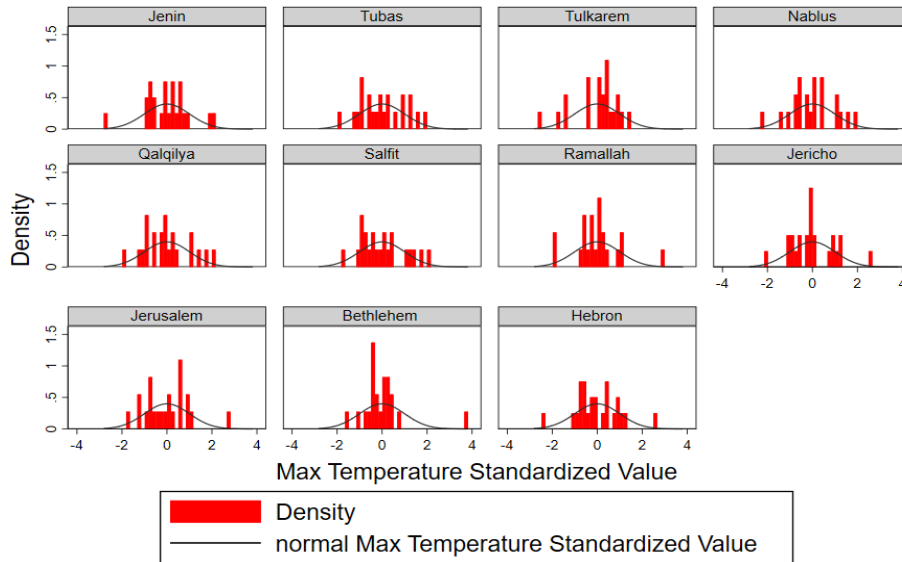 Jenin Tubas Tulkarem Nablus
1.5
1
.5
0
Qalqilya Salfit Ramallah Jericho
1.5
1
.5
0
-4 -2 0 2 4
Jerusalem Bethlehem Hebron
1.5
1
.5
0
-4 -2 0 2 4 -4 -2 0 2 4 -4 -2 0 2 4
Density
Max Temperature Standardized Value
Density
normal Max Temperature Standardized Value